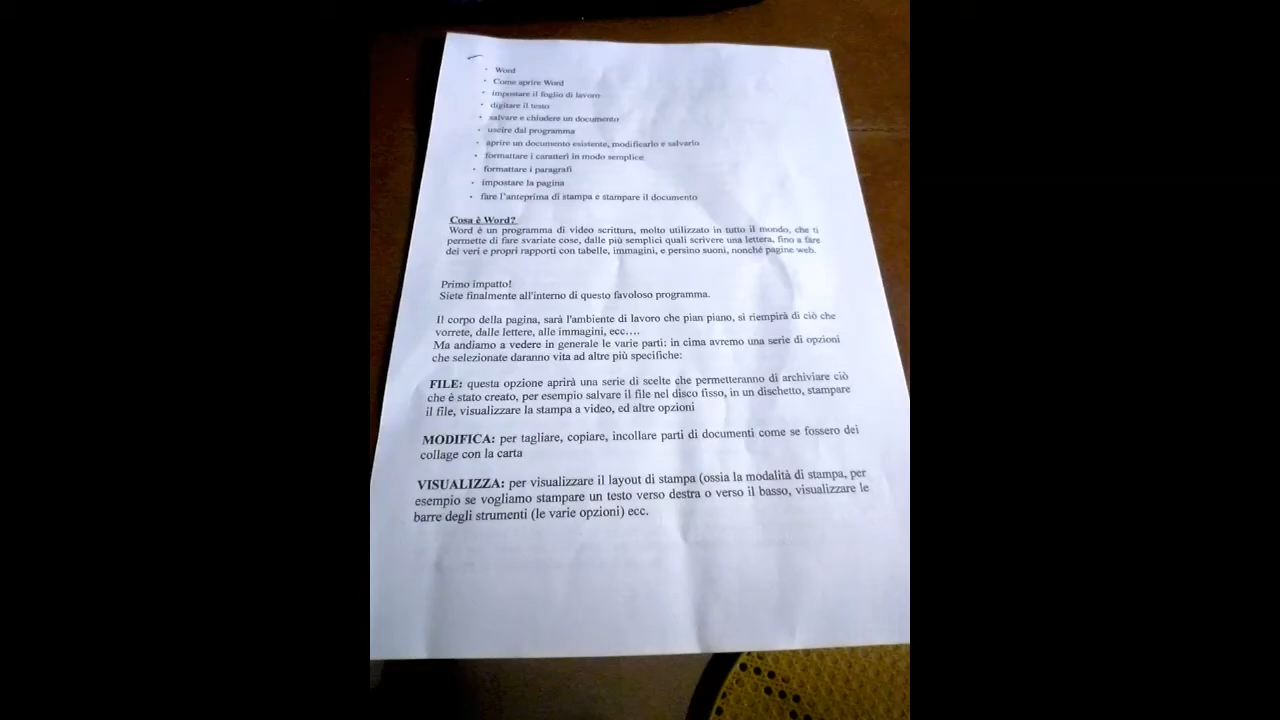 · Word
· Come aprire Word
· impostare il foglio di lavoro
· digitare il testo
· salvare e chiudere un documento
· uscire dal programma
· aprire un documento esistente, modificarlo e salvarlo
· formattare i caratteri in modo semplice
· formattare i paragrafi
· impostare la pagina
· fare l'anteprima di stampa e stampare il documento
Cosa è Word?
Word è un programma di video scrittura, molto utilizzato in tutto il mondo, che ti
permette di fare svariate cose, dalle più semplici quali scrivere una lettera, fino a fare
dei veri e propri rapporti con tabelle, immagini, e persino suoni, nonché pagine web.
Primo impatto!
Siete finalmente all'interno di questo favoloso programma.
Il corpo della pagina, sarà l'ambiente di lavoro che pian piano, si riempirà di ciò che
vorrete, dalle lettere, alle immagini, ecc....
Ma andiamo a vedere in generale le varie parti: in cima avremo una serie di opzioni
che selezionate daranno vita ad altre più specifiche:
FILE: questa opzione aprirà una serie di scelte che permetteranno di archiviare ciò
che è stato creato, per esempio salvare il file nel disco fisso, in un dischetto, stampare
il file, visualizzare la stampa a video, ed altre opzioni
MODIFICA: per tagliare, copiare, incollare parti di documenti come se fossero dei
collage con la carta
VISUALIZZA: per visualizzare il layout di stampa (ossia la modalità di stampa, per
esempio se vogliamo stampare un testo verso destra o verso il basso, visualizzare le
barre degli strumenti (le varie opzioni) ecc.